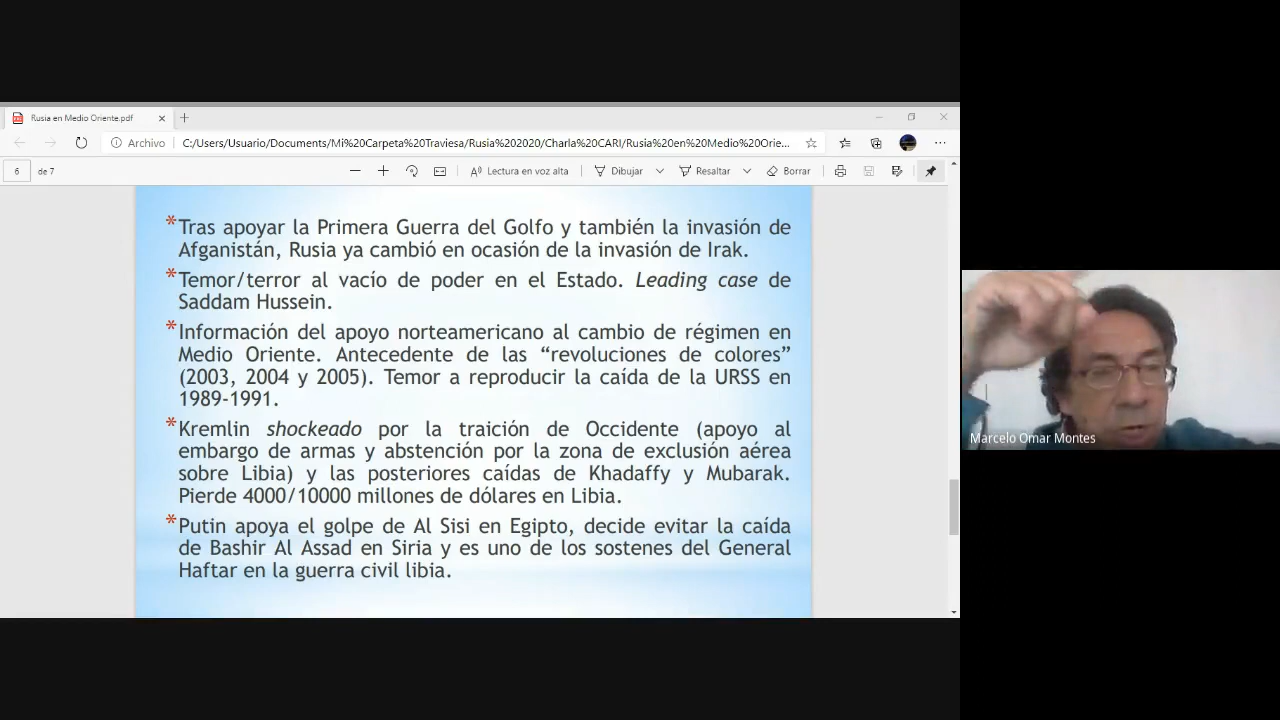 Rusia en Medio Oriente.pdf
Archivo
C:/Users/Usuario/Documents/Mi%20Carpeta%20Traviesa/Rusia%202020/Charla%20CARI/Rusia%20en%20Medio%20Orie...
6 de 7
Lectura en voz alta
Dibujar
Resaltar
Borrar
*Tras apoyar la Primera Guerra del Golfo y también la invasión de
Afganistán, Rusia ya cambió en ocasión de la invasión de Irak.
*Temor/terror al vacío de poder en el Estado. Leading case de
Saddam Hussein.
*Información del apoyo norteamericano al cambio de régimen en
Medio Oriente. Antecedente de las “revoluciones de colores”
(2003, 2004 y 2005). Temor a reproducir la caída de la URSS en
1989-1991.
*Kremlin shockeado por la traición de Occidente (apoyo al
embargo de armas y abstención por la zona de exclusión aérea
sobre Libia) y las posteriores caídas de Khadaffy y Mubarak.
Pierde 4000/10000 millones de dólares en Libia.
*Putin apoya el golpe de Al Sisi en Egipto, decide evitar la caída
de Bashir Al Assad en Siria y es uno de los sostenes del General
Haftar en la guerra civil libia.
Marcelo Omar Montes